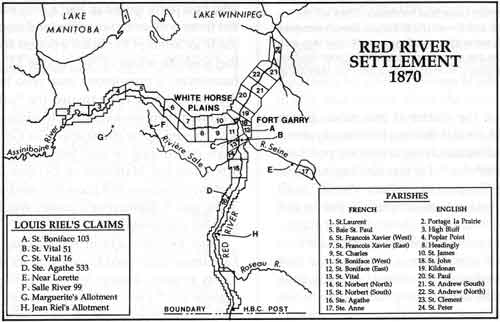 LAKE MANITOBA
LAKE WINNIPEG
RED RIVER
SETTLEMENT
1870
WHITE HORSE
PLAINS
FORT GARRY
Assiniboine River
Rivière Sale
R. Seine
RED RIVER
Roseau R.
BOUNDARY
H.B.C. POST
LOUIS RIEL'S CLAIMS
A. St. Boniface 103
B. St. Vital 51
C. St. Vital 16
D. Ste. Agathe 533
E. Near Lorette
F. Salle River 99
G. Marguerite's Allotment
H. Jean Riel's Allotment
PARISHES
FRENCH
1. St.Laurent
5. Baie St. Paul
6. St. Francois Xavier (West)
7. St. Francois Xavier (East)
9. St. Charles
11. St. Boniface (West)
12. St. Boniface (East)
13. St. Vital
14. St. Norbert (North)
15. St. Norbert (South)
16. Ste. Agathe
17. Ste. Anne
ENGLISH
2. Portage la Prairie
3. High Bluff
4. Poplar Point
8. Headingly
10. St. James
18. St. John
19. Kildonan
20. St. Paul
21. St. Andrew (South)
22. St. Andrew (North)
23. St. Clement
24. St. Peter